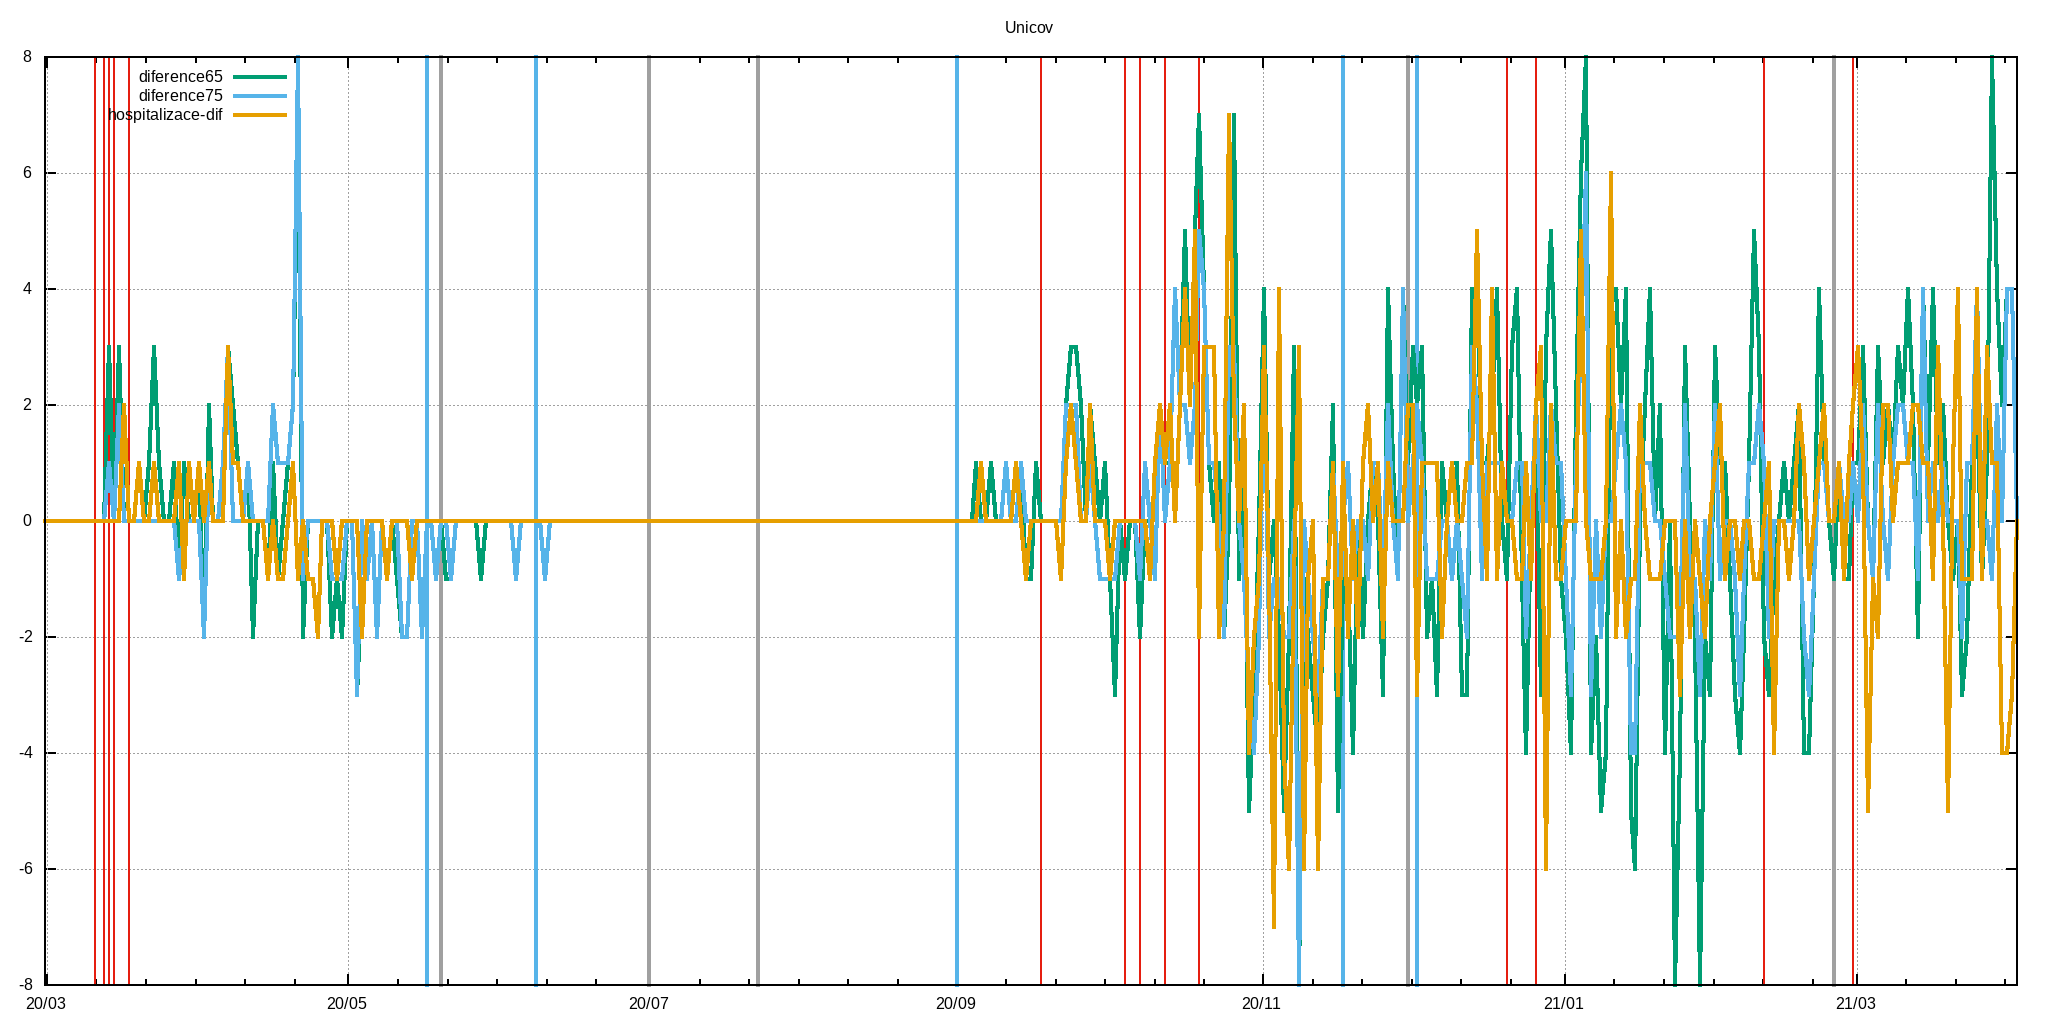 Unicov
8
diference65
diference75
hospitalizace-dif
6
4
2
0
-2
-4
-6
-8
20/03 20/05 20/07 20/09 20/11 21/01 21/03